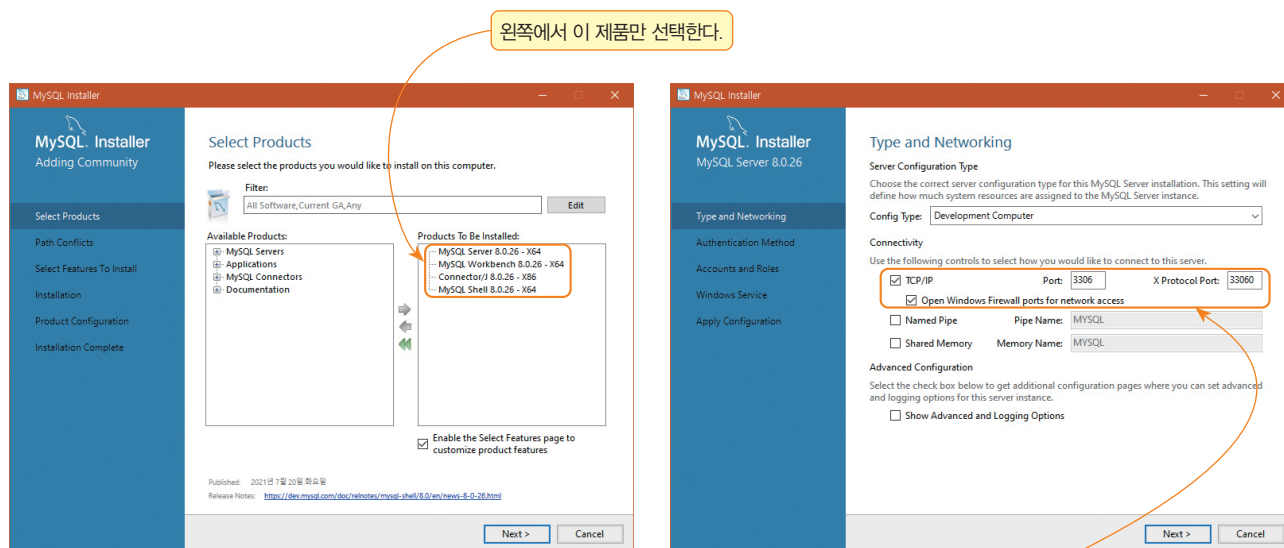 왼쪽에서 이 제품만 선택한다.
MySQL Installer
MySQL. Installer
Adding Community
Select Products
Path Conflicts
Select Features To Install
Installation
Product Configuration
Installation Complete
Select Products
Please select the products you would like to install on this computer.
Filter:
All Software,Current GA,Any
Edit
Available Products:
MySQL Servers
Applications
MySQL Connectors
Documentation
Products To Be Installed:
MySQL Server 8.0.26 - X64
MySQL Workbench 8.0.26 - X64
Connector/J 8.0.26 - X86
MySQL Shell 8.0.26 - X64
Enable the Select Features page to
customize product features
Published: 2021년 7월 20일 화요일
Release Notes: https://dev.mysql.com/doc/relnotes/mysql-shell/8.0/en/news-8-0-26.html
Next >
Cancel
MySQL Installer
MySQL. Installer
MySQL Server 8.0.26
Type and Networking
Authentication Method
Accounts and Roles
Windows Service
Apply Configuration
Type and Networking
Server Configuration Type
Choose the correct server configuration type for this MySQL Server installation. This setting will
define how much system resources are assigned to the MySQL Server instance.
Config Type: Development Computer
Connectivity
Use the following controls to select how you would like to connect to this server.
TCP/IP Port: 3306 X Protocol Port: 33060
Open Windows Firewall ports for network access
Named Pipe Pipe Name: MYSQL
Shared Memory Memory Name: MYSQL
Advanced Configuration
Select the check box below to get additional configuration pages where you can set advanced
and logging options for this server instance.
Show Advanced and Logging Options
Next >
Cancel